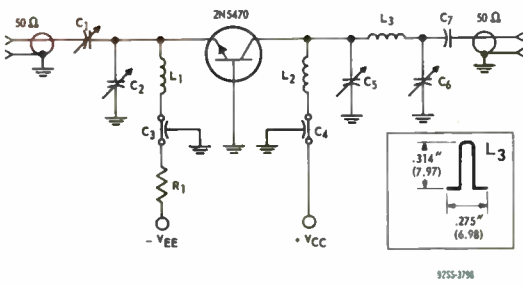 50 Ω
C1
2N5470
L3
C7
50 Ω
C2
L1
L2
C5
C6
C3
C4
R1
− VEE
+ VCC
L3
.314"
(7.97)
.275"
(6.98)
92SS-3798